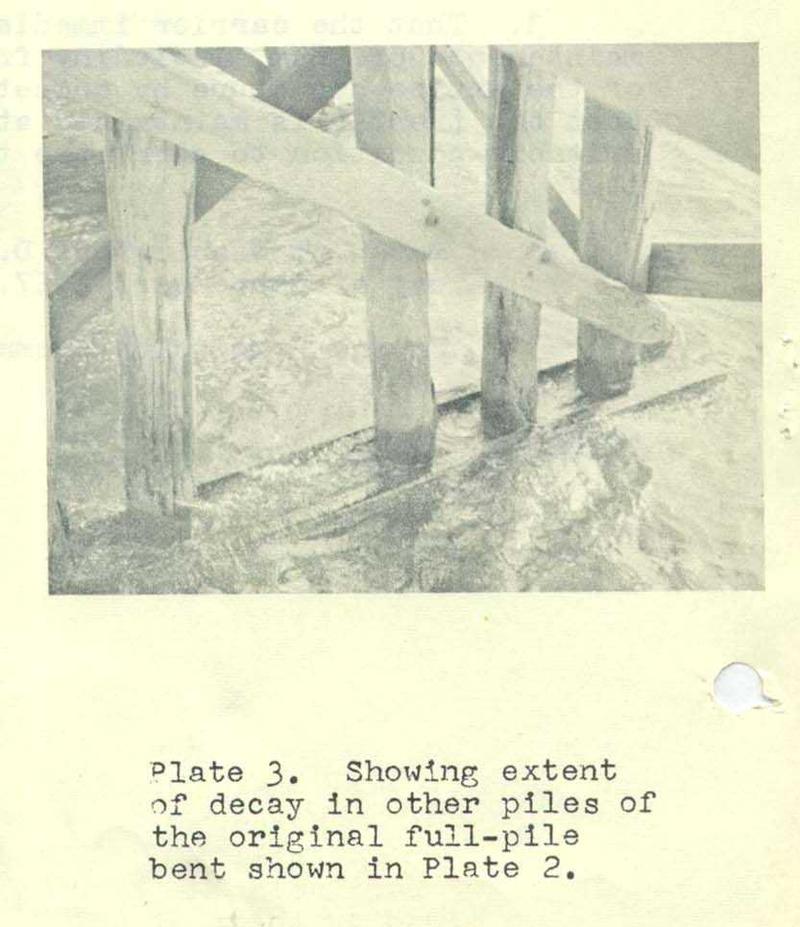 Plate 3. Showing extent
of decay in other piles of
the original full-pile
bent shown in Plate 2.